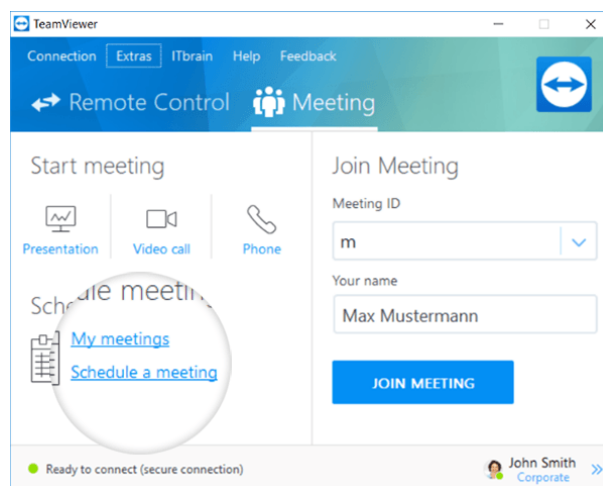 TeamViewer
Connection Extras ITbrain Help Feedback
Remote Control Meeting
Start meeting
Presentation Video call Phone
Schedule meeting
My meetings
Schedule a meeting
Join Meeting
Meeting ID
m
Your name
Max Mustermann
JOIN MEETING
Ready to connect (secure connection)
John Smith
Corporate